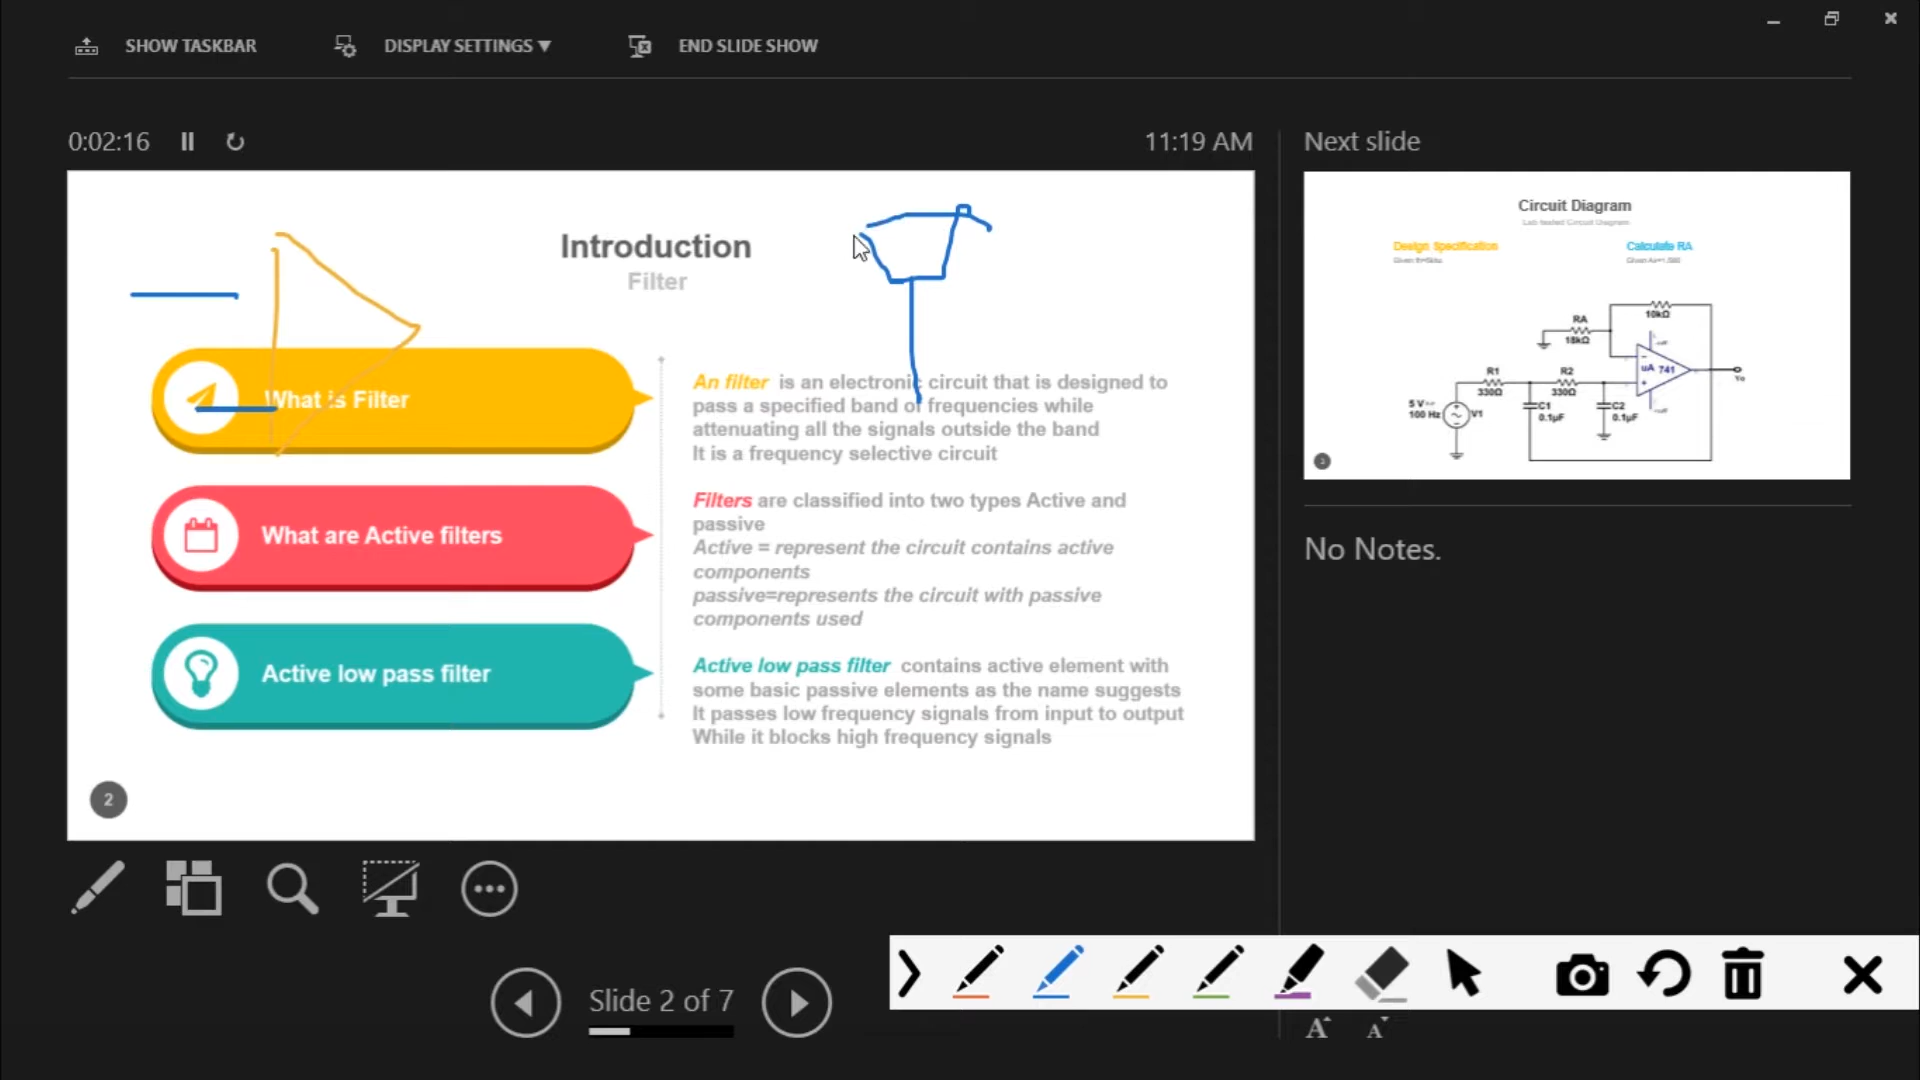 SHOW TASKBAR
DISPLAY SETTINGS ▼
END SLIDE SHOW
0:02:16
11:19 AM
Next slide
Introduction
Filter
What is Filter
What are Active filters
Active low pass filter
An filter is an electronic circuit that is designed to
pass a specified band of frequencies while
attenuating all the signals outside the band
It is a frequency selective circuit
Filters are classified into two types Active and
passive
Active = represent the circuit contains active
components
passive=represents the circuit with passive
components used
Active low pass filter contains active element with
some basic passive elements as the name suggests
It passes low frequency signals from input to output
While it blocks high frequency signals
2
Circuit Diagram
Lab tested Circuit Diagram
Design Specification
Calculate RA
10kΩ
RA
18kΩ
uA 741
R1
330Ω
R2
330Ω
Vo
5 V
100 Hz
V1
C1
0.1µF
C2
0.1µF
3
No Notes.
Slide 2 of 7
A
A